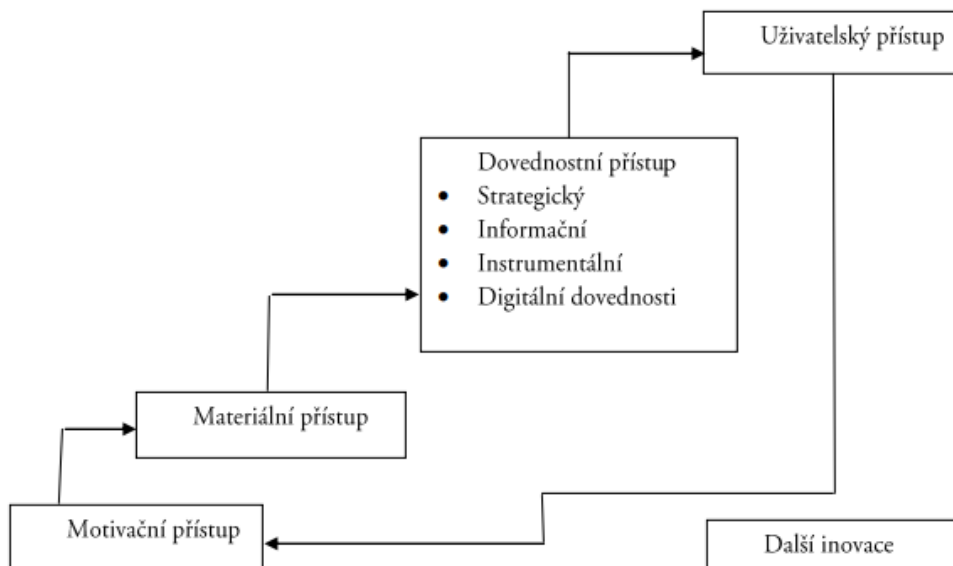 Uživatelský přístup
Dovednostní přístup
• Strategický
• Informační
• Instrumentální
• Digitální dovednosti
Materiální přístup
Motivační přístup
Další inovace